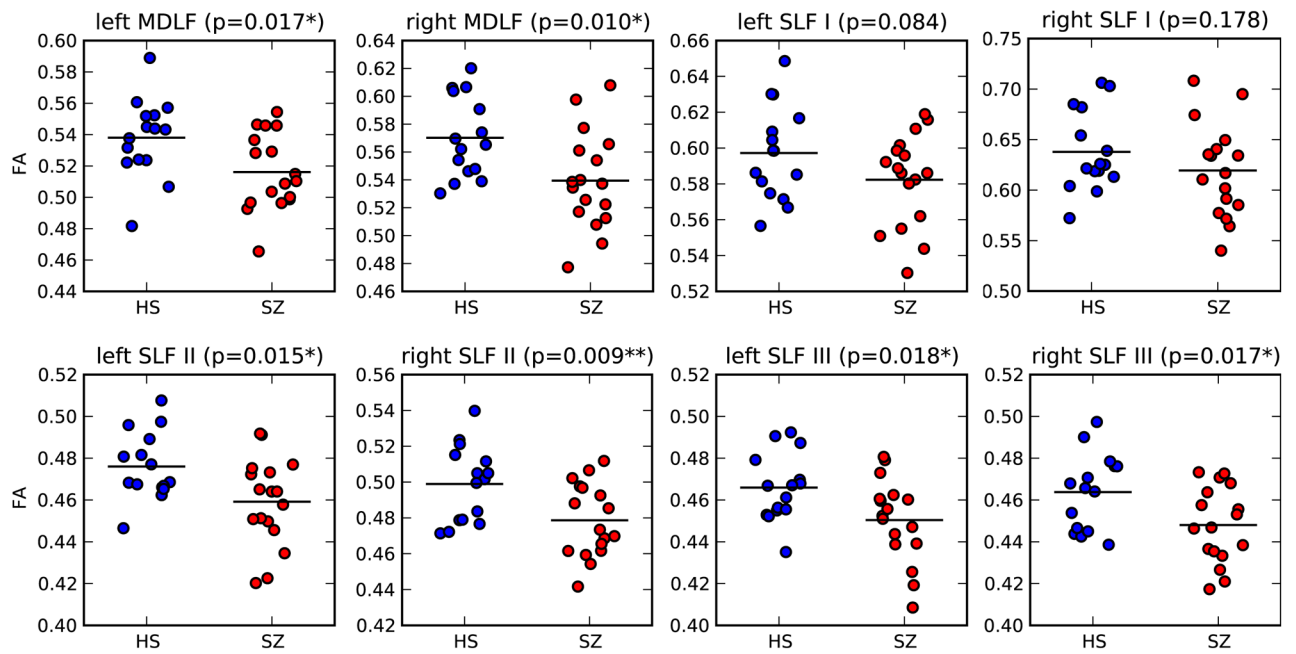 left MDLF (p=0.017*)
right MDLF (p=0.010*)
left SLF I (p=0.084)
right SLF I (p=0.178)
FA
0.60
0.58
0.56
0.54
0.52
0.50
0.48
0.46
0.44
HS
SZ
0.64
0.62
0.60
0.58
0.56
0.54
0.52
0.50
0.48
0.46
HS
SZ
0.66
0.64
0.62
0.60
0.58
0.56
0.54
0.52
HS
SZ
0.75
0.70
0.65
0.60
0.55
0.50
HS
SZ
left SLF II (p=0.015*)
right SLF II (p=0.009**)
left SLF III (p=0.018*)
right SLF III (p=0.017*)
FA
0.52
0.50
0.48
0.46
0.44
0.42
0.40
HS
SZ
0.56
0.54
0.52
0.50
0.48
0.46
0.44
0.42
HS
SZ
0.52
0.50
0.48
0.46
0.44
0.42
0.40
HS
SZ
0.52
0.50
0.48
0.46
0.44
0.42
0.40
HS
SZ